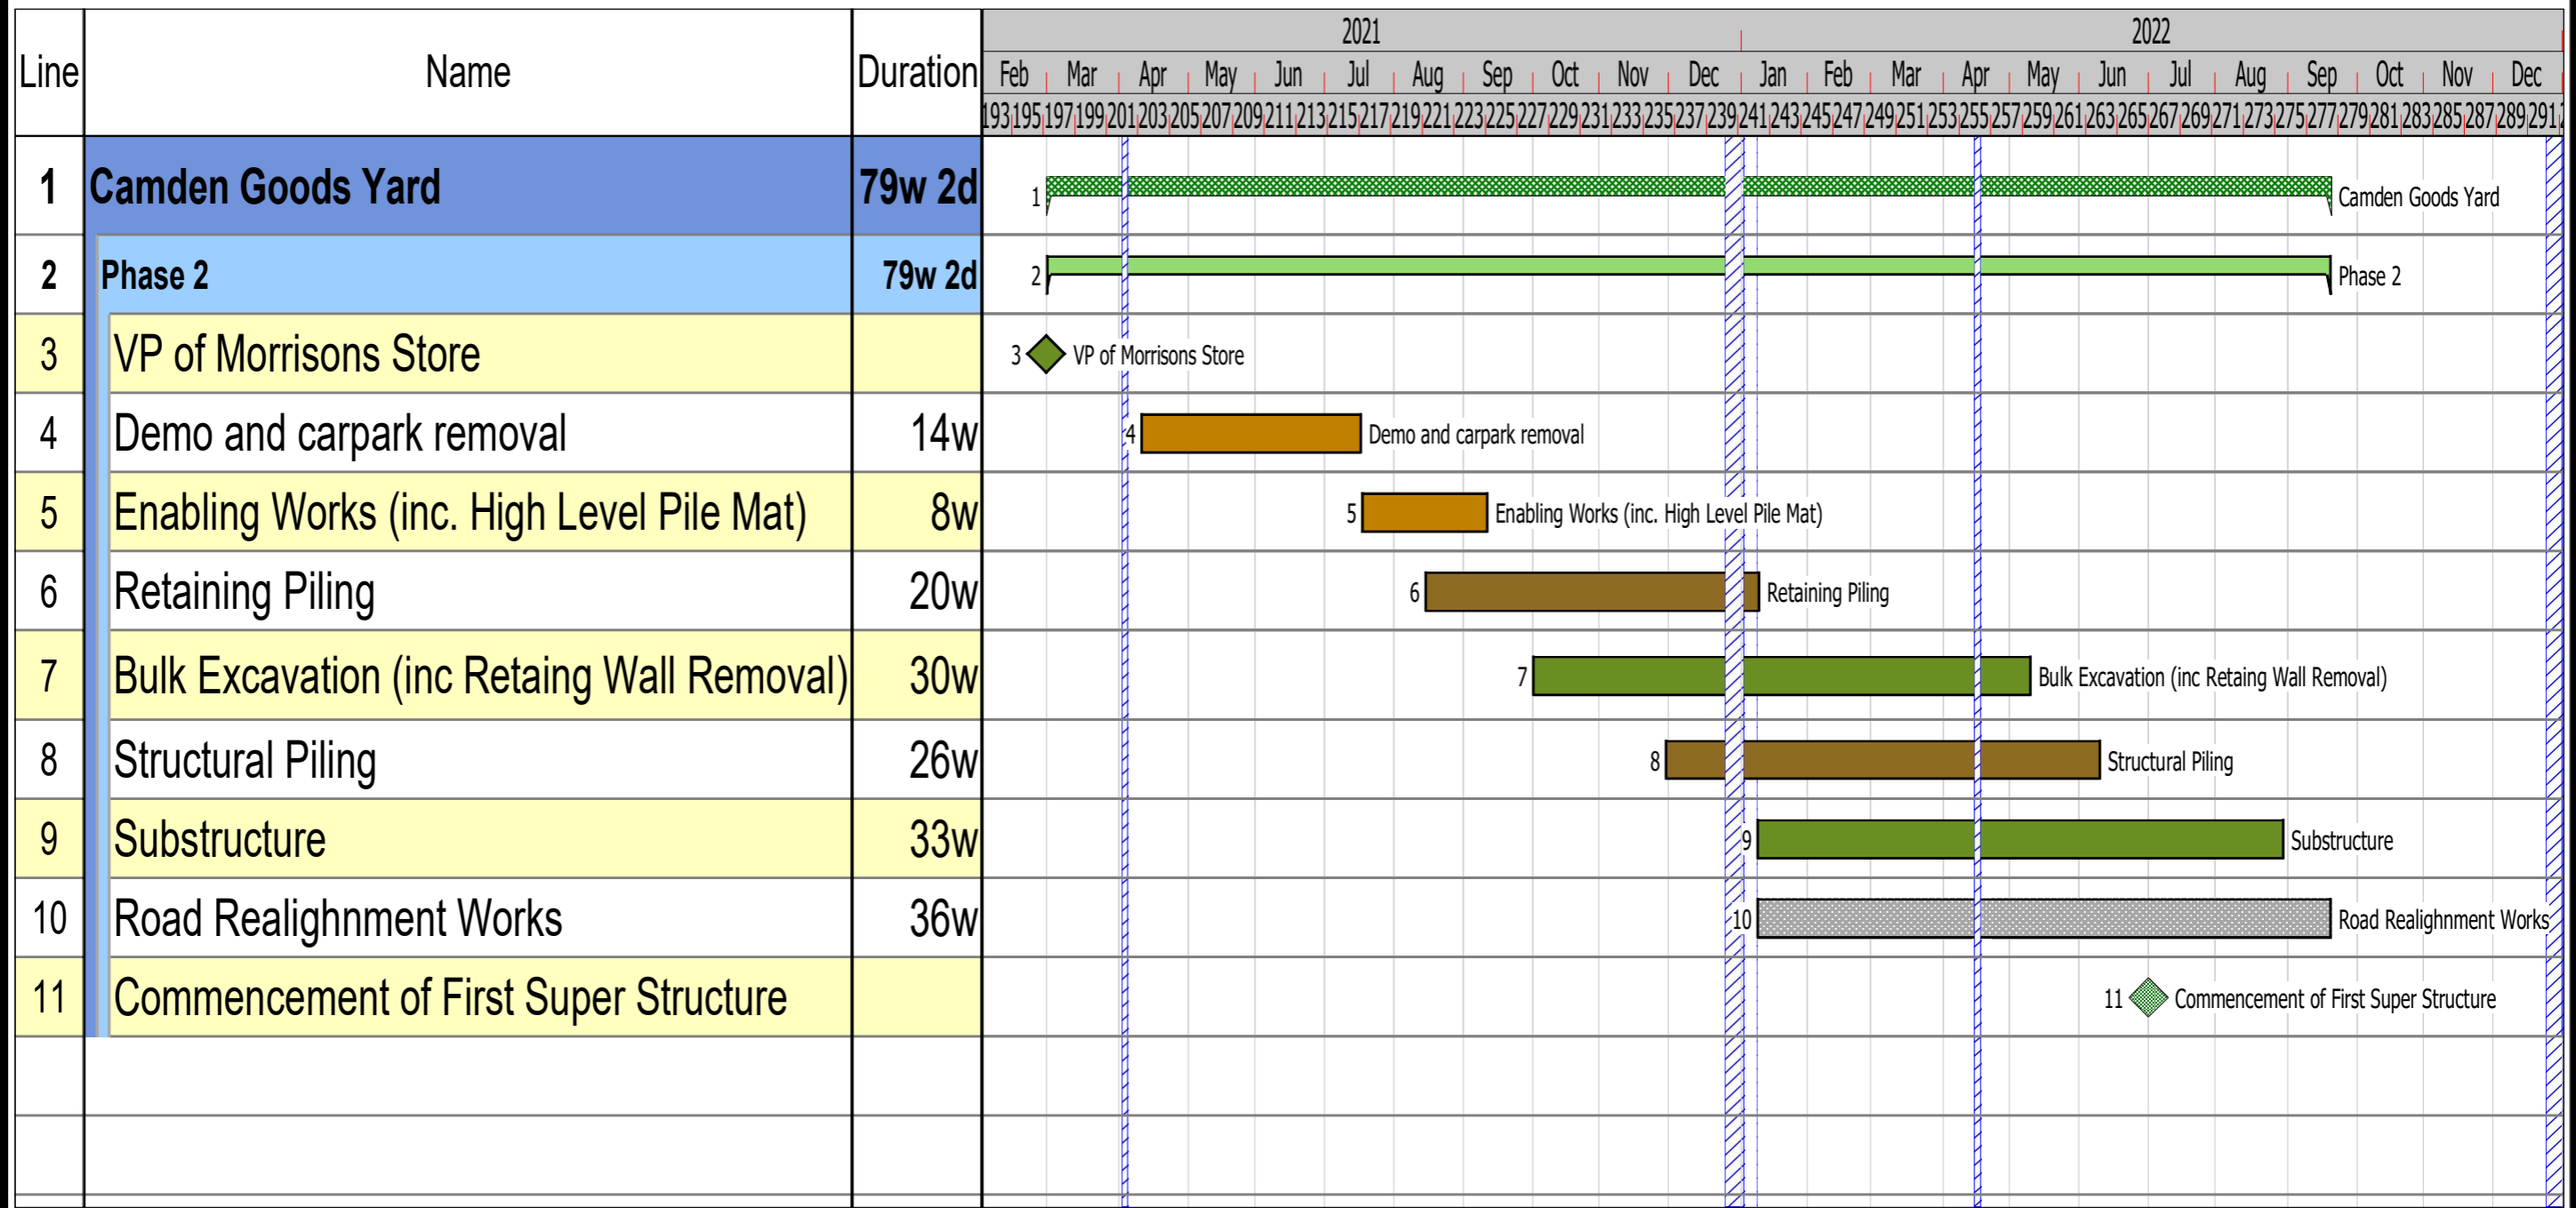 Line Name Duration 2021 2022
Feb Mar Apr May Jun Jul Aug Sep Oct Nov Dec Jan Feb Mar Apr May Jun Jul Aug Sep Oct Nov Dec
193 195 197 199 201 203 205 207 209 211 213 215 217 219 221 223 225 227 229 231 233 235 237 239 241 243 245 247 249 251 253 255 257 259 261 263 265 267 269 271 273 275 277 279 281 283 285 287 289 291
1 Camden Goods Yard 79w 2d 1 Camden Goods Yard
2 Phase 2 79w 2d 2 Phase 2
3 VP of Morrisons Store 3 VP of Morrisons Store
4 Demo and carpark removal 14w 4 Demo and carpark removal
5 Enabling Works (inc. High Level Pile Mat) 8w 5 Enabling Works (inc. High Level Pile Mat)
6 Retaining Piling 20w 6 Retaining Piling
7 Bulk Excavation (inc Retaing Wall Removal) 30w 7 Bulk Excavation (inc Retaing Wall Removal)
8 Structural Piling 26w 8 Structural Piling
9 Substructure 33w 9 Substructure
10 Road Realighnment Works 36w 10 Road Realighnment Works
11 Commencement of First Super Structure 11 Commencement of First Super Structure